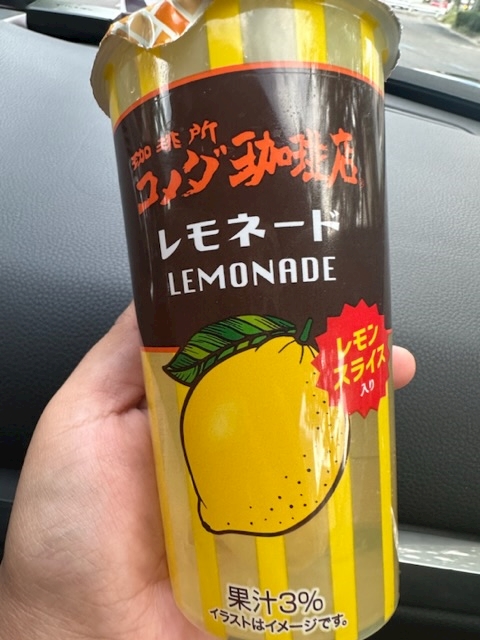 珈琲所
コメダ珈琲店
レモネード
LEMONADE
レモン
スライス
入り
果汁3%
イラストはイメージです。